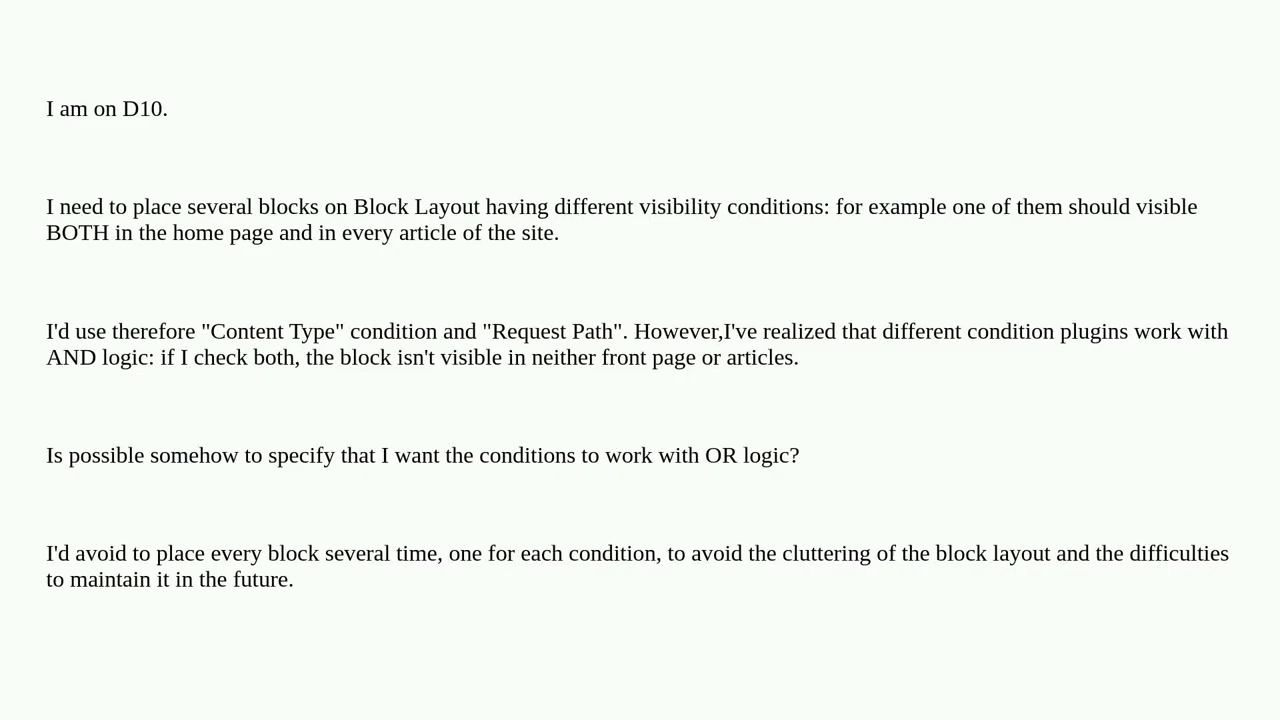 I am on D10.
I need to place several blocks on Block Layout having different visibility conditions: for example one of them should visible
BOTH in the home page and in every article of the site.
I'd use therefore "Content Type" condition and "Request Path". However,I've realized that different condition plugins work with
AND logic: if I check both, the block isn't visible in neither front page or articles.
Is possible somehow to specify that I want the conditions to work with OR logic?
I'd avoid to place every block several time, one for each condition, to avoid the cluttering of the block layout and the difficulties
to maintain it in the future.